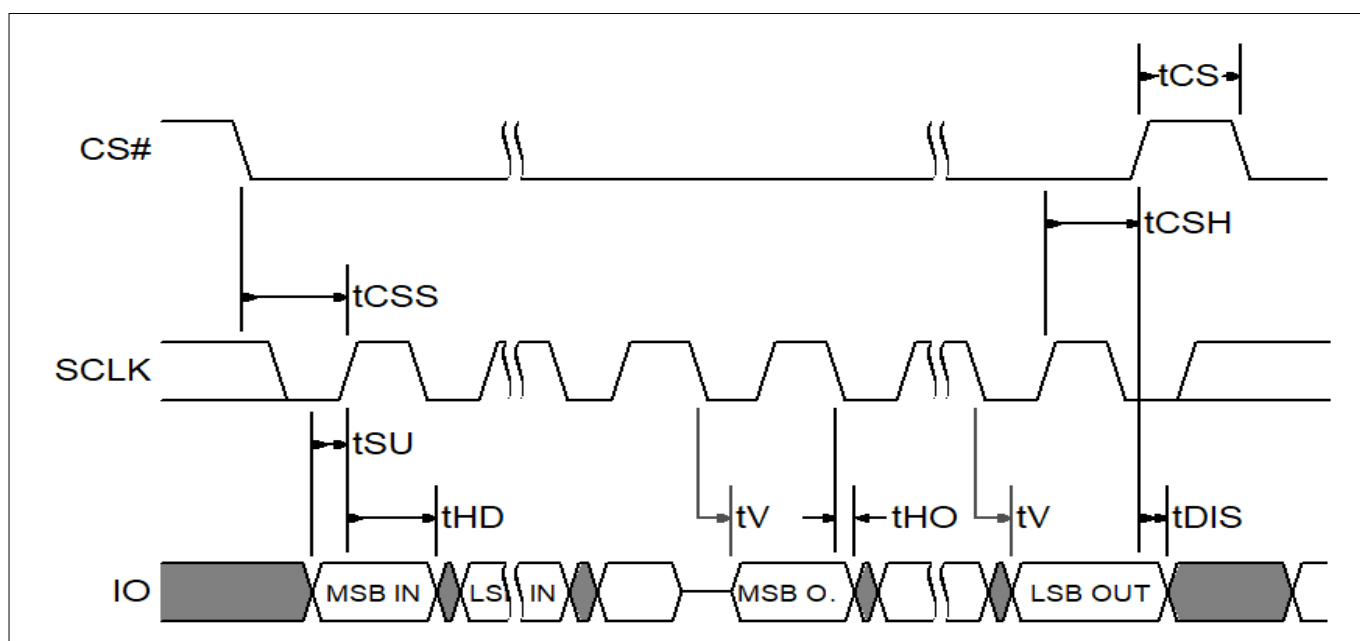 tCS
CS#
tCSH
tCSS
SCLK
tSU
tHD
tV
tHO
tV
tDIS
IO
MSB IN
IN
MSB O.
LSB OUT